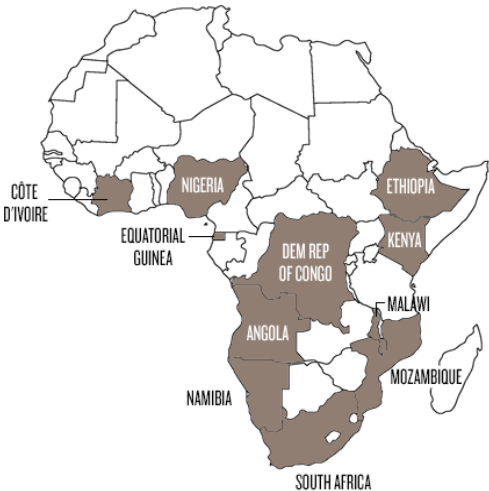 NIGERIA
ETHIOPIA
CÔTE
D'IVOIRE
EQUATORIAL
GUINEA
KENYA
DEM REP
OF CONGO
MALAWI
ANGOLA
MOZAMBIQUE
NAMIBIA
SOUTH AFRICA